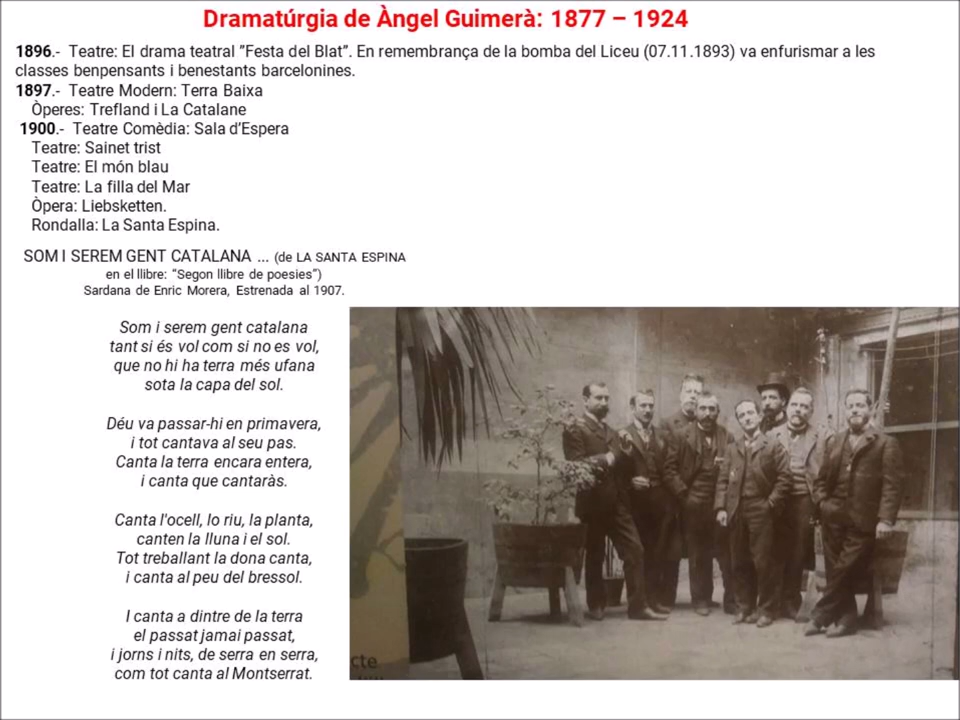 Dramatúrgia de Àngel Guimerà: 1877 – 1924
1896.- Teatre: El drama teatral ”Festa del Blat”. En remembrança de la bomba del Liceu (07.11.1893) va enfurismar a les
classes benpensants i benestants barcelonines.
1897.- Teatre Modern: Terra Baixa
Òperes: Trefland i La Catalane
1900.- Teatre Comèdia: Sala d’Espera
Teatre: Sainet trist
Teatre: El món blau
Teatre: La filla del Mar
Òpera: Liebsketten.
Rondalla: La Santa Espina.
SOM I SEREM GENT CATALANA ... (de LA SANTA ESPINA
en el llibre: “Segon llibre de poesies”)
Sardana de Enric Morera, Estrenada al 1907.
Som i serem gent catalana
tant si és vol com si no es vol,
que no hi ha terra més ufana
sota la capa del sol.
Déu va passar-hi en primavera,
i tot cantava al seu pas.
Canta la terra encara entera,
i canta que cantaràs.
Canta l'ocell, lo riu, la planta,
canten la lluna i el sol.
Tot treballant la dona canta,
i canta al peu del bressol.
I canta a dintre de la terra
el passat jamai passat,
i jorns i nits, de serra en serra,
com tot canta al Montserrat.
cte